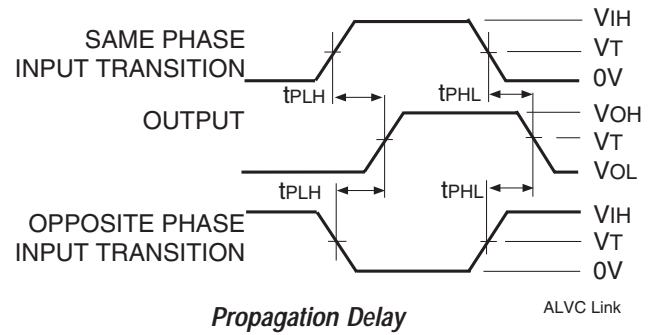 SAME PHASE
INPUT TRANSITION
VIH
VT
0V
tPLH
tPHL
OUTPUT
VOH
VT
VOL
tPLH
tPHL
OPPOSITE PHASE
INPUT TRANSITION
VIH
VT
0V
Propagation Delay
ALVC Link